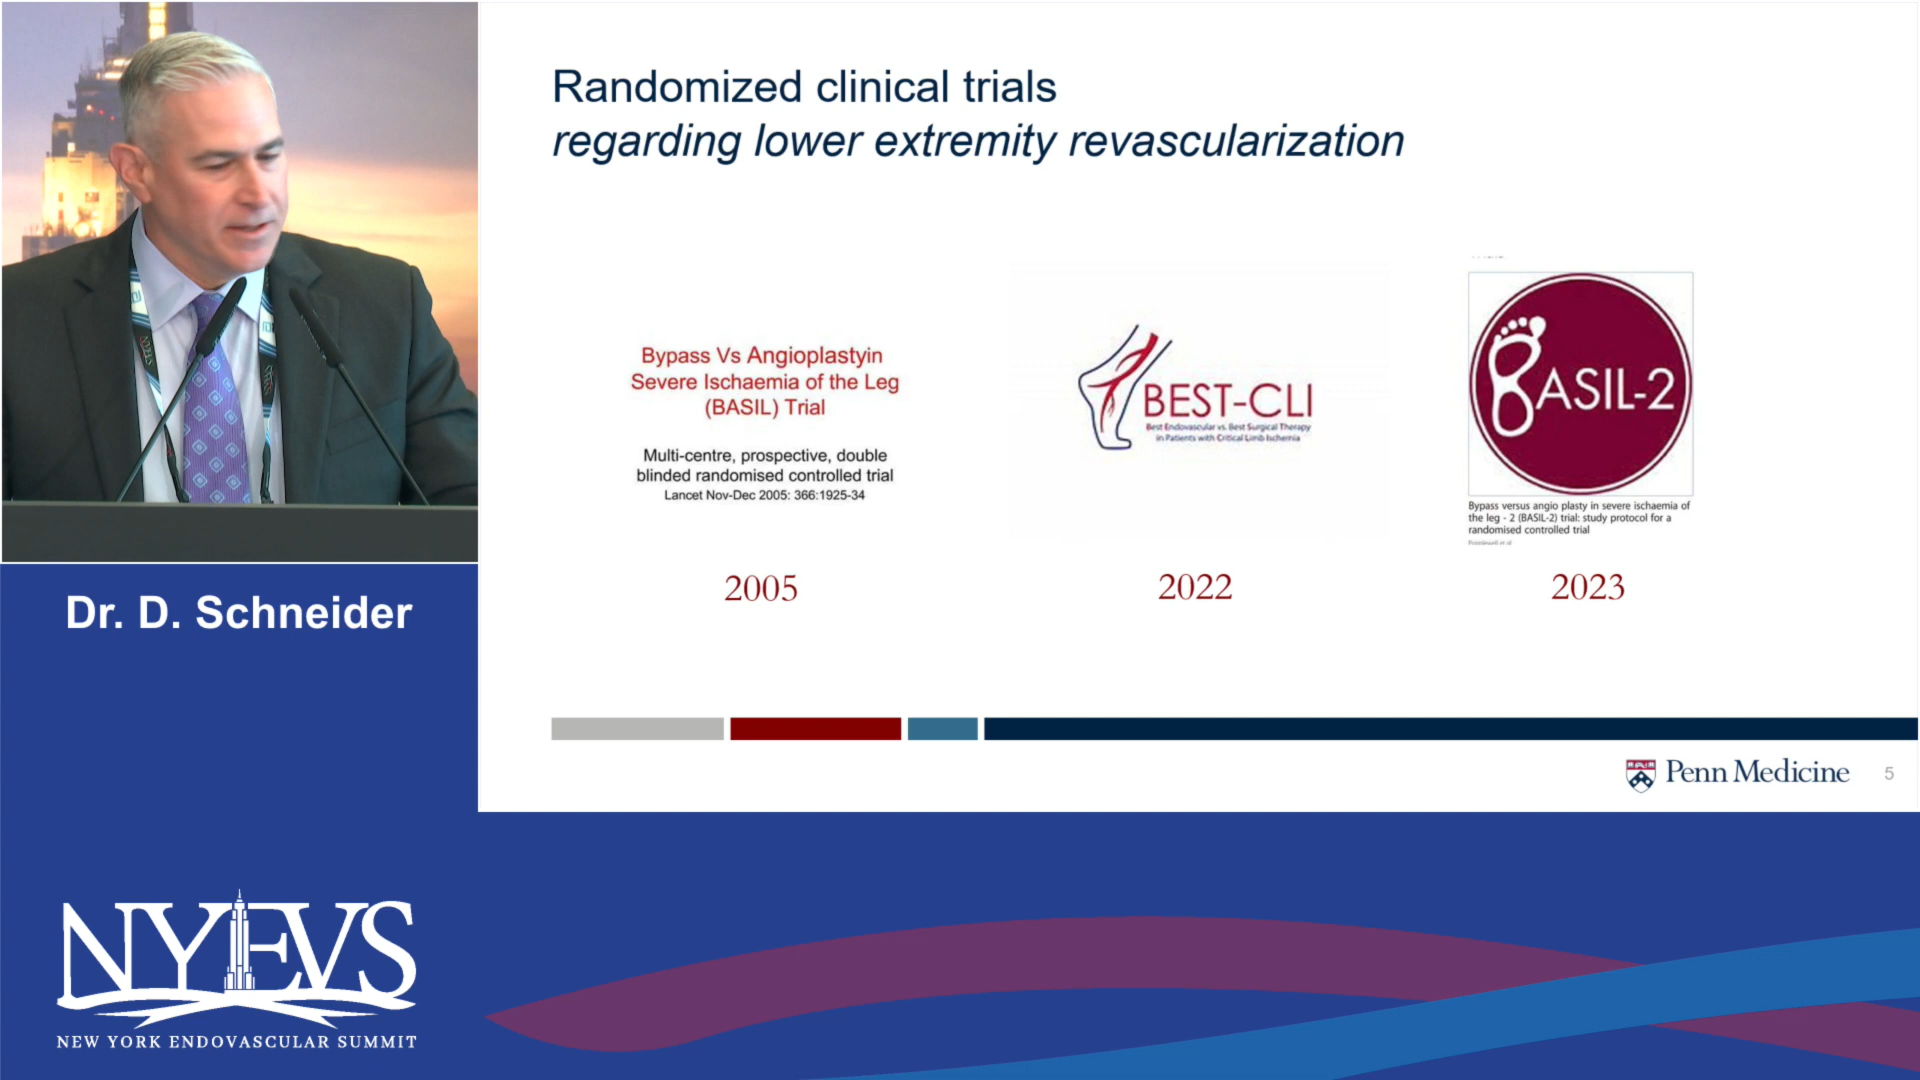 Randomized clinical trials
regarding lower extremity revascularization
Bypass Vs Angioplastyin
Severe Ischaemia of the Leg
(BASIL) Trial
Multi-centre, prospective, double
blinded randomised controlled trial
Lancet Nov-Dec 2005: 366:1925-34
2005
BEST-CLI
Best Endovascular vs. Best Surgical Therapy
in Patients with Critical Limb Ischemia
2022
BASIL-2
Bypass versus angio plasty in severe ischaemia of
the leg - 2 (BASIL-2) trial: study protocol for a
randomised controlled trial
2023
Penn Medicine
5
Dr. D. Schneider
NYEVS
NEW YORK ENDOVASCULAR SUMMIT